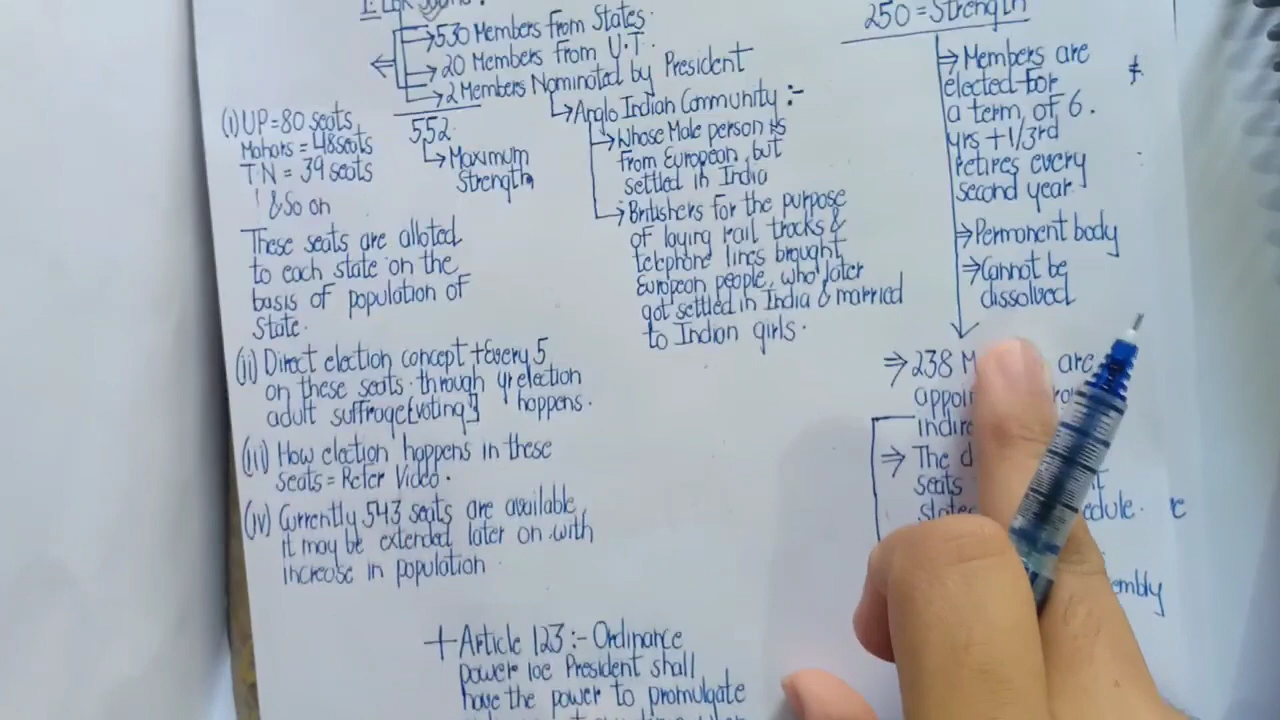 1. Lok Sabha :
→530 Members from States.
→20 Members from U.T.
→2 Members Nominated by President
552
→Maximum
Strength
→Anglo Indian Community :-
→Whose Male person is
from European, but
settled in India
→Britishers for the purpose
of laying rail tracks &
telephone lines brought
European people, who later
got settled in India & married
to Indian girls.
(i) UP = 80 seats
Mahars = 48seats
TN = 39 seats
& So on
These seats are alloted
to each state on the
basis of population of
State.
(ii) Direct election concept + Every 5
on these seats through yr election
adult suffrage[voting] happens.
(iii) How election happens in these
seats = Refer Video.
(iv) Currently 543 seats are available,
it may be extended later on with
increase in population
+ Article 123 :- Ordinance
power
President shall
have the power to promulgate
250 = Strength
⇒Members are
elected for
a term of 6.
yrs + 1/3rd
retires every
second year
⇒Permanent body
⇒Cannot be
dissolved
⇒ 238 are
⇒ The
seats